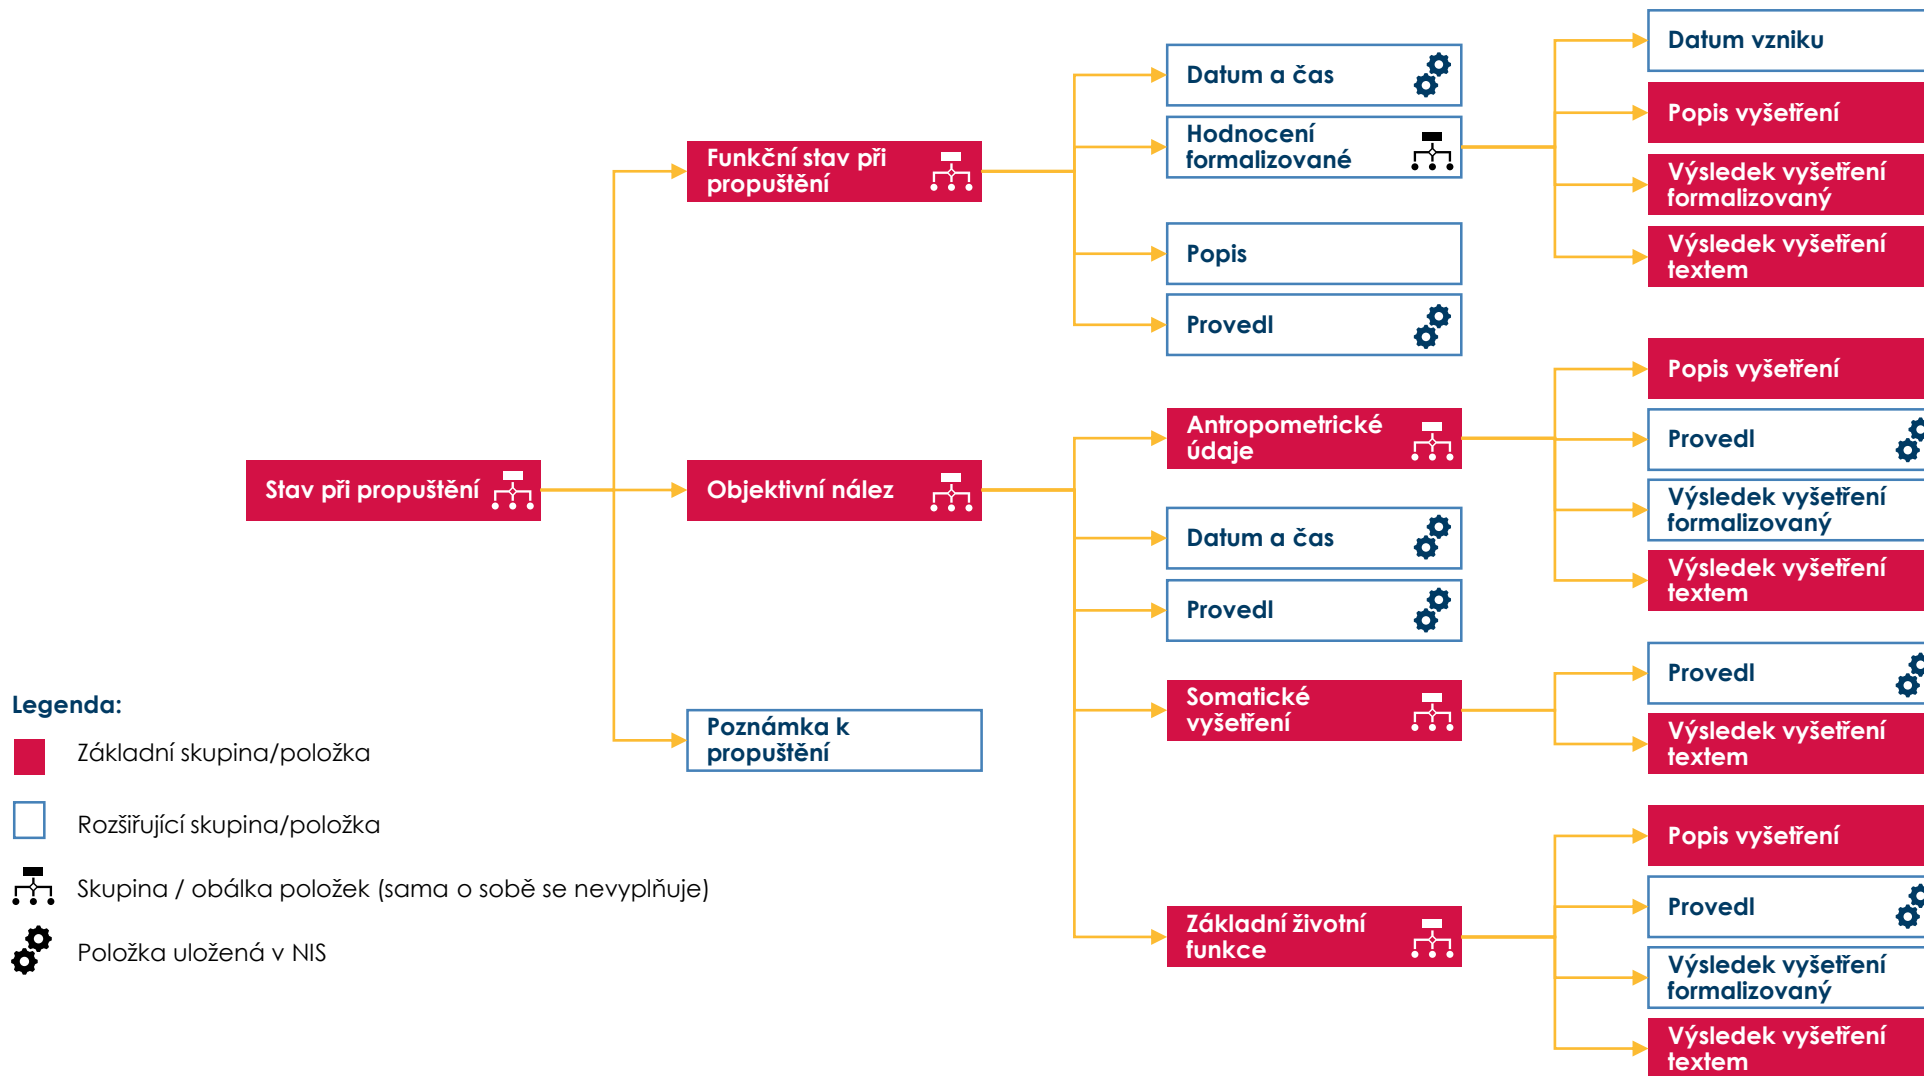 Datum vzniku
Datum a čas
Popis vyšetření
Hodnocení
formalizované
Funkční stav při
propuštění
Výsledek vyšetření
formalizovaný
Výsledek vyšetření
textem
Popis
Provedl
Popis vyšetření
Antropometrické
údaje
Provedl
Stav při propuštění
Objektivní nález
Výsledek vyšetření
formalizovaný
Datum a čas
Výsledek vyšetření
textem
Provedl
Provedl
Somatické
vyšetření
Výsledek vyšetření
textem
Poznámka k
propuštění
Popis vyšetření
Provedl
Základní životní
funkce
Výsledek vyšetření
formalizovaný
Výsledek vyšetření
textem
Legenda:
Základní skupina/položka
Rozšiřující skupina/položka
Skupina / obálka položek (sama o sobě se nevyplňuje)
Položka uložená v NIS